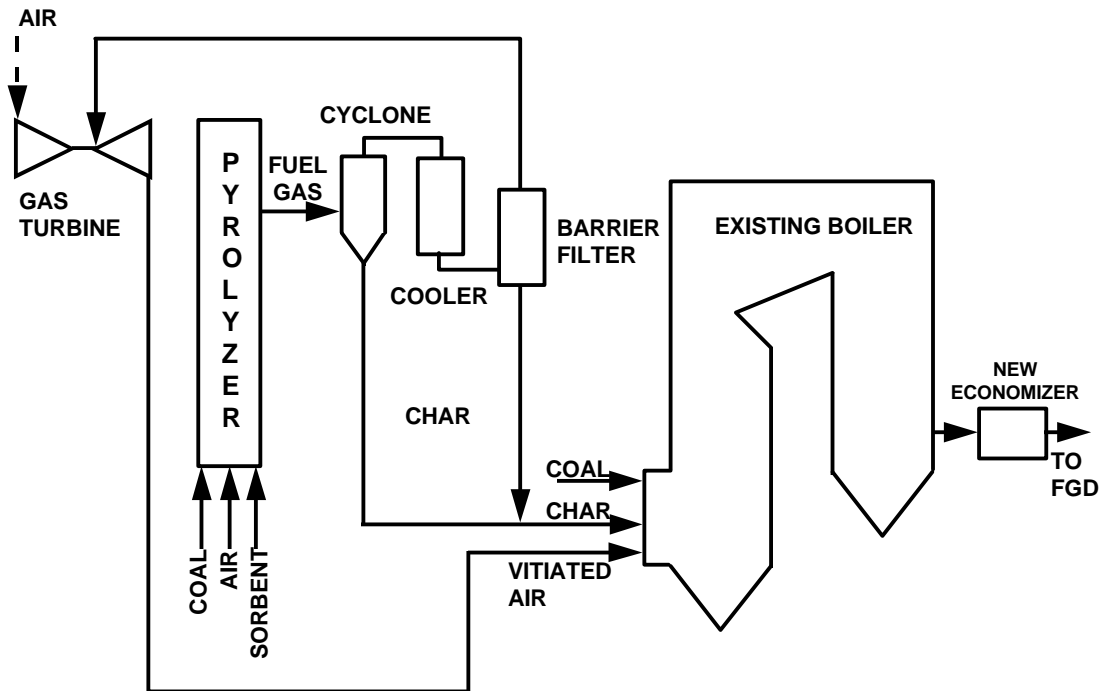 AIR
GAS
TURBINE
PYROLYZER
FUEL
GAS
CYCLONE
COOLER
BARRIER
FILTER
CHAR
COAL
AIR
SORBENT
COAL
CHAR
VITIATED
AIR
EXISTING BOILER
NEW
ECONOMIZER
TO
FGD